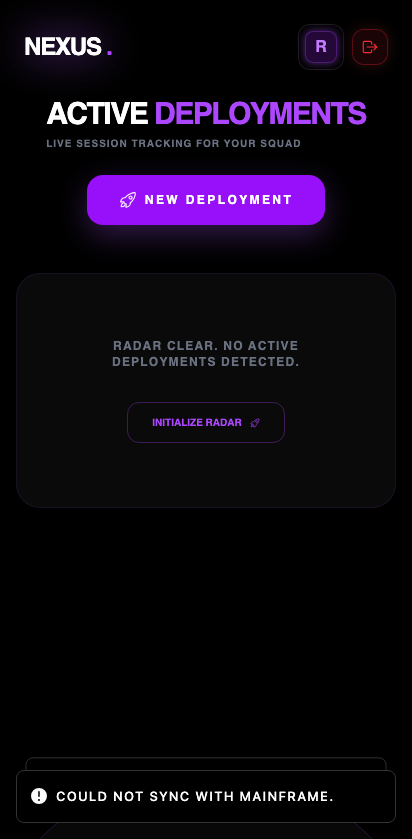 NEXUS .
R
ACTIVE DEPLOYMENTS
LIVE SESSION TRACKING FOR YOUR SQUAD
NEW DEPLOYMENT
RADAR CLEAR. NO ACTIVE
DEPLOYMENTS DETECTED.
INITIALIZE RADAR
COULD NOT SYNC WITH MAINFRAME.